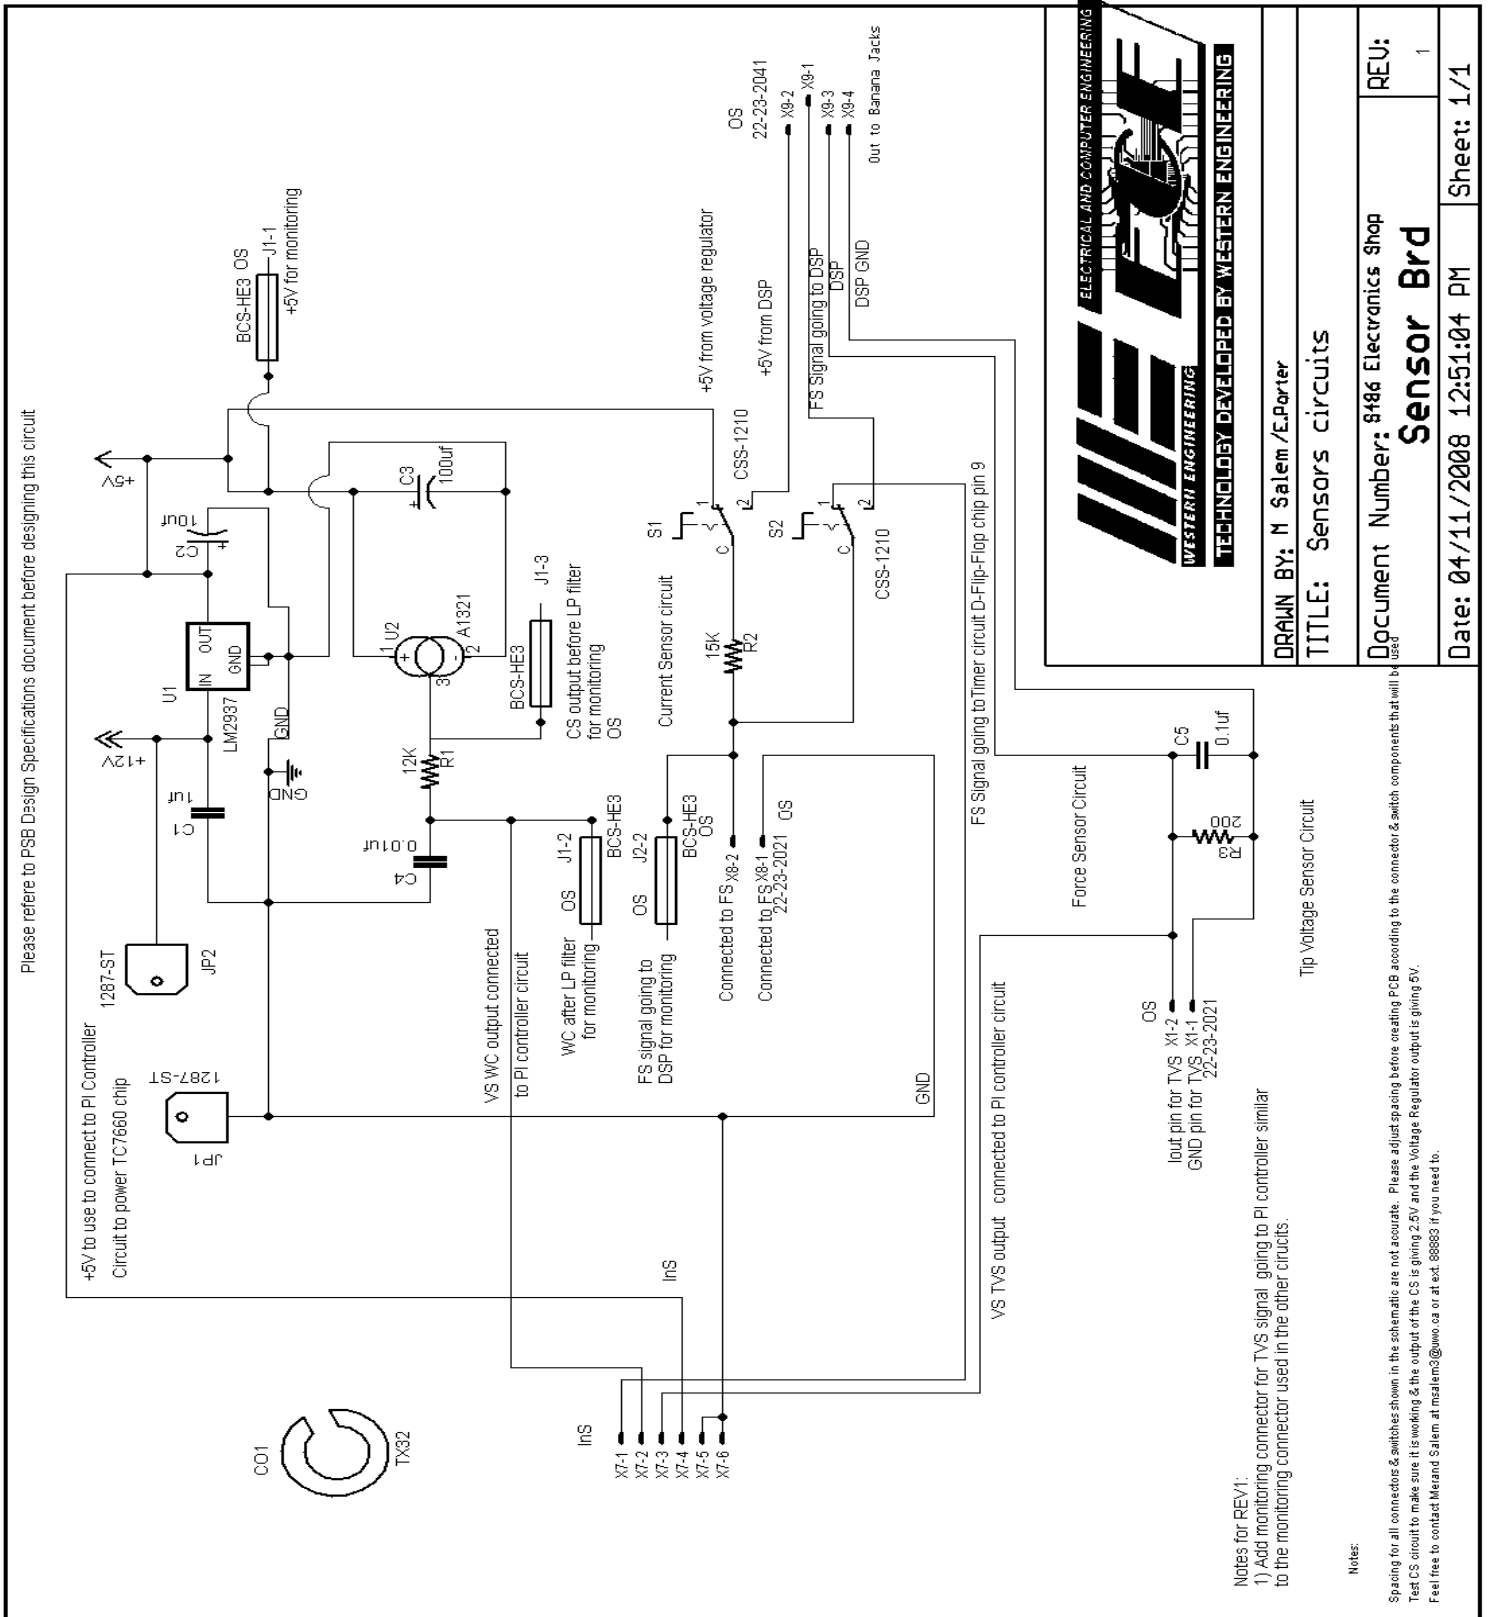 Please refere to PSB Design Specifications document before designing this circuit
+5V to use to connect to PI Controller
Circuit to power TC7660 chip
JP1
1287-ST
1287-ST
JP2
+12V
C1
1uf
U1
IN
OUT
GND
LM2937
GND
GND
C2
10uf
+
+5V
BCS-HE3 OS
J1-1
+5V for monitoring
C4
0.01uf
12K
R1
1
U2
+
-
2
3
A1321
C3
100uf
+
BCS-HE3
J1-3
CS output before LP filter
for monitoring
OS
VS WC output connected
to PI controller circuit
OS
J1-2
BCS-HE3
WC after LP filter
for monitoring
Current Sensor circuit
OS
J2-2
BCS-HE3
OS
FS signal going to
DSP for monitoring
Connected to FS X8-2
Connected to FS X8-1
22-23-2021
OS
15K
R2
S1
1
2
C
CSS-1210
S2
1
2
C
CSS-1210
+5V from voltage regulator
+5V from DSP
FS Signal going to DSP
DSP
DSP GND
OS
22-23-2041
X9-2
X9-1
X9-3
X9-4
Out to Banana Jacks
GND
FS Signal going toTimer circuit D-Flip-Flop chip pin 9
Force Sensor Circuit
VS TVS output connected to PI controller circuit
InS
CO1
TX32
InS
X7-1
X7-2
X7-3
X7-4
X7-5
X7-6
OS
Iout pin for TVS X1-2
GND pin for TVS X1-1
22-23-2021
R3
200
C5
0.1uf
Tip Voltage Sensor Circuit
Notes for REV1:
1) Add monitoring connector for TVS signal going to PI controller similar
to the monitoring connector used in the other cirucits.
Notes:
Spacing for all connectors & switches shown in the schematic are not accurate. Please adjust spacing before creating PCB according to the connector & switch components that will be used
Test CS circuit to make sure it is working & the output of the CS is giving 2.5V and the Voltage Regulator output is giving 5V.
Feel free to contact Merand Salem at msalem3@uwo.ca or at ext. 88883 if you need to.
ELECTRICAL AND COMPUTER ENGINEERING
WESTERN ENGINEERING
TECHNOLOGY DEVELOPED BY WESTERN ENGINEERING
DRAWN BY: M Salem /E.Porter
TITLE: Sensors circuits
Document Number: 8486 Electronics Shop
Sensor Brd
REV:
1
Date: 04/11/2008 12:51:04 PM
Sheet: 1/1